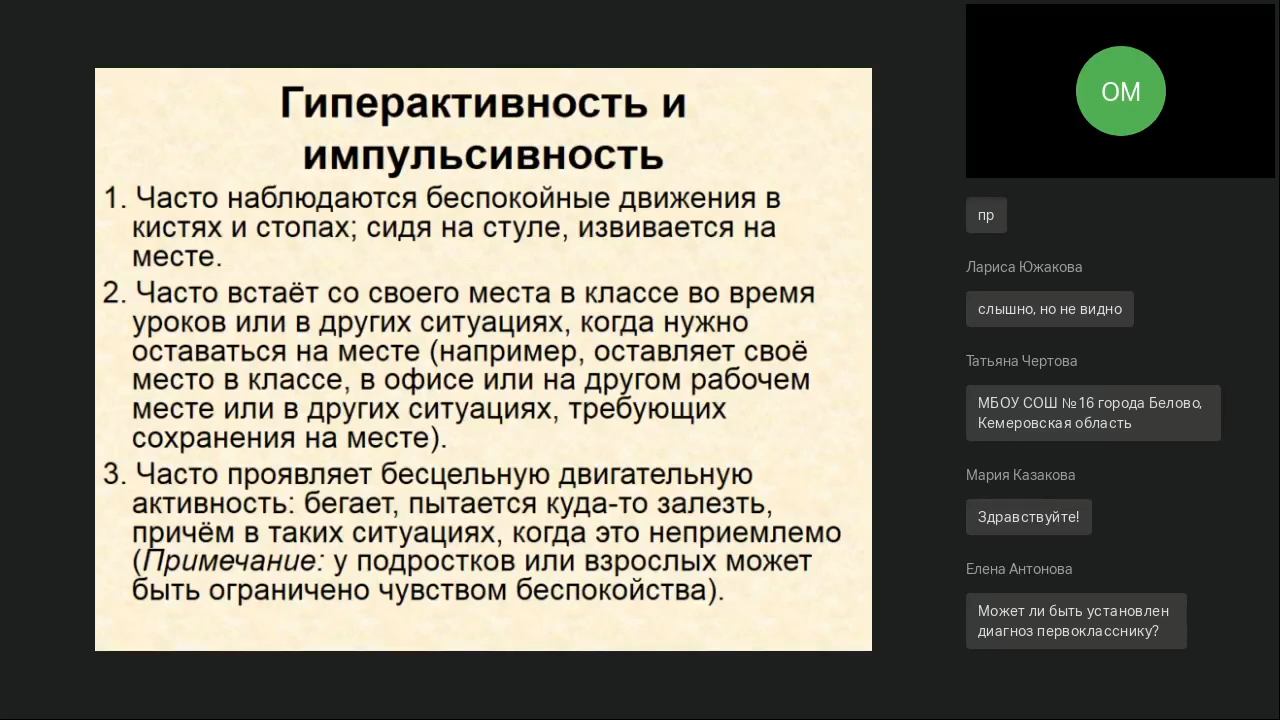 Гиперактивность и
импульсивность
1. Часто наблюдаются беспокойные движения в
кистях и стопах; сидя на стуле, извивается на
месте.
2. Часто встаёт со своего места в классе во время
уроков или в других ситуациях, когда нужно
оставаться на месте (например, оставляет своё
место в классе, в офисе или на другом рабочем
месте или в других ситуациях, требующих
сохранения на месте).
3. Часто проявляет бесцельную двигательную
активность: бегает, пытается куда-то залезть,
причём в таких ситуациях, когда это неприемлемо
(Примечание: у подростков или взрослых может
быть ограничено чувством беспокойства).
ОМ
пр
Лариса Южакова
слышно, но не видно
Татьяна Чертова
МБОУ СОШ №16 города Белово,
Кемеровская область
Мария Казакова
Здравствуйте!
Елена Антонова
Может ли быть установлен
диагноз первокласснику?